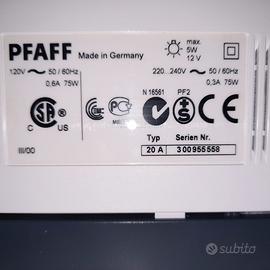 PFAFF Made in Germany
max.
5W
12 V
120V ~ 50 / 60Hz
0,6A 75W
220...240V ~ 50 / 60Hz
0,3A 75W
N 16561
PF2
C US
III/00
Typ Serien Nr.
20 A 300955558
subito